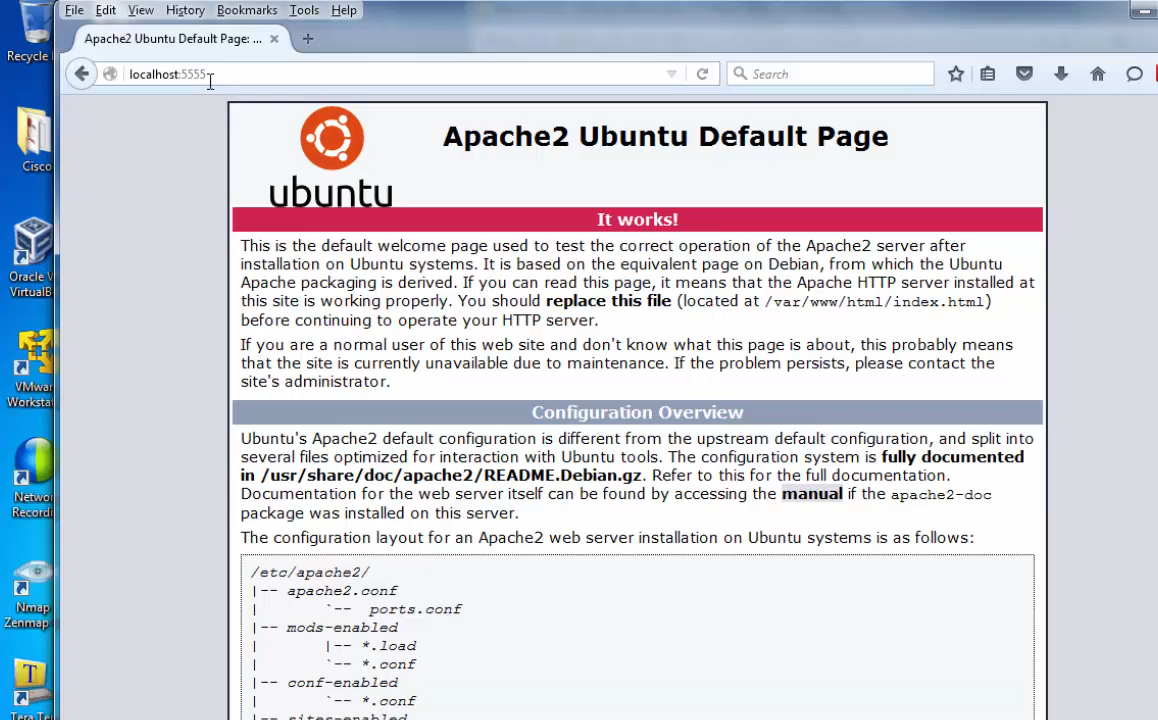 File Edit View History Bookmarks Tools Help
Apache2 Ubuntu Default Page: ...
localhost:5555
Search
Recycle
Cisco
Oracle V
VirtualB
VMwar
Workstat
Netwo
Recordi
Nmap
Zenmap
Tera Te
ubuntu
Apache2 Ubuntu Default Page
It works!
This is the default welcome page used to test the correct operation of the Apache2 server after
installation on Ubuntu systems. It is based on the equivalent page on Debian, from which the Ubuntu
Apache packaging is derived. If you can read this page, it means that the Apache HTTP server installed at
this site is working properly. You should replace this file (located at /var/www/html/index.html)
before continuing to operate your HTTP server.
If you are a normal user of this web site and don't know what this page is about, this probably means
that the site is currently unavailable due to maintenance. If the problem persists, please contact the
site's administrator.
Configuration Overview
Ubuntu's Apache2 default configuration is different from the upstream default configuration, and split into
several files optimized for interaction with Ubuntu tools. The configuration system is fully documented
in /usr/share/doc/apache2/README.Debian.gz. Refer to this for the full documentation.
Documentation for the web server itself can be found by accessing the manual if the apache2-doc
package was installed on this server.
The configuration layout for an Apache2 web server installation on Ubuntu systems is as follows:
/etc/apache2/
|-- apache2.conf
|       `--  ports.conf
|-- mods-enabled
|       |-- *.load
|       `-- *.conf
|-- conf-enabled
|       `-- *.conf
|-- sites-enabled